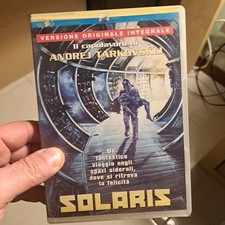 VERSIONE ORIGINALE INTEGRALE
Il capolavoro di
ANDREJ TARKOVSKIJ
Un
fantastico
viaggio negli
spazi siderali,
dove si ritrova
la felicità
SOLARIS